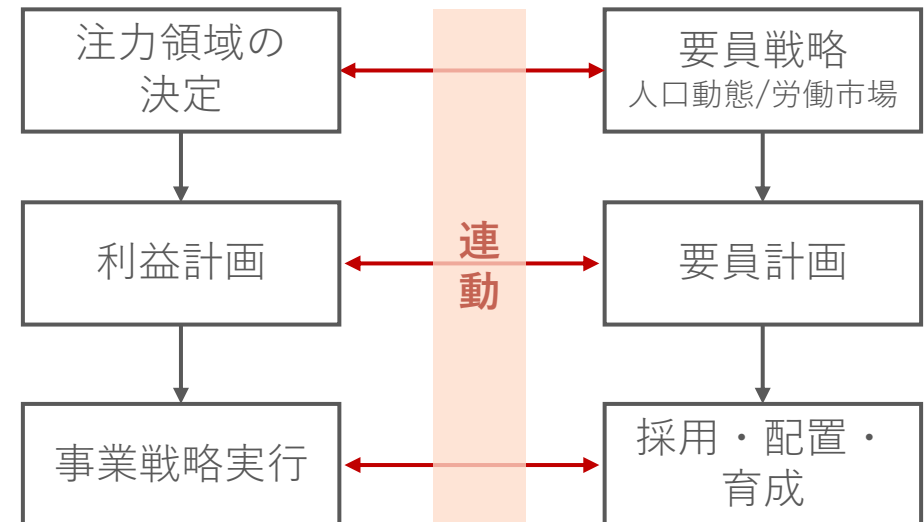 注力領域の
決定
要員戦略
人口動態/労働市場
連
動
利益計画
要員計画
事業戦略実行
採用・配置・
育成